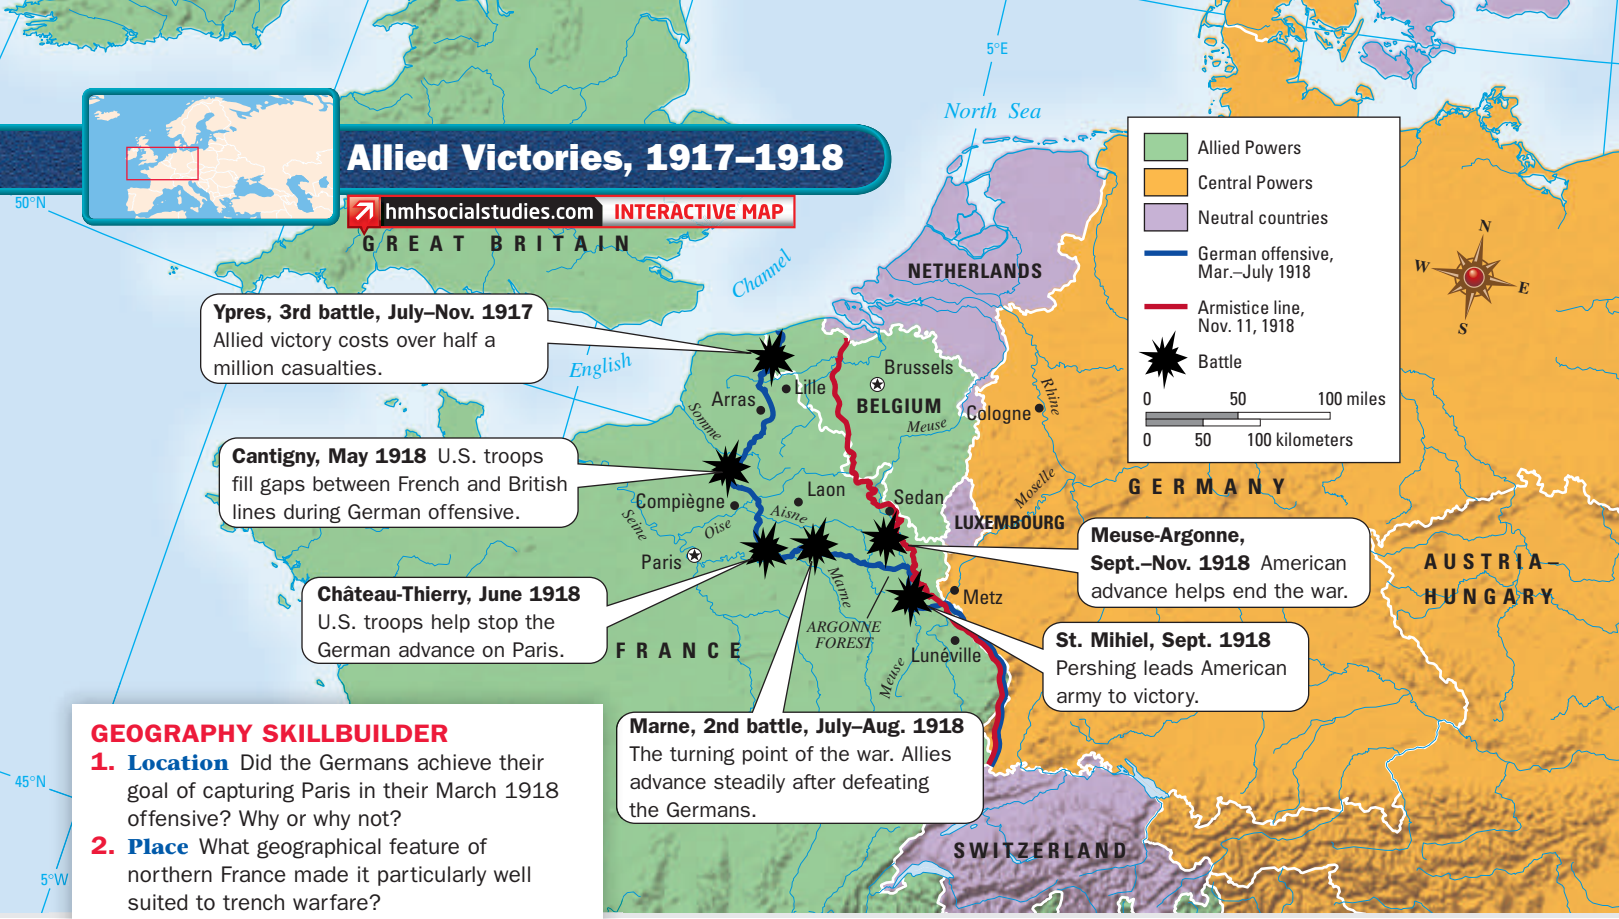 5°E
North Sea
Allied Victories, 1917–1918
hmhsocialstudies.com INTERACTIVE MAP
50°N
GREAT BRITAIN
English
Channel
NETHERLANDS
Allied Powers
Central Powers
Neutral countries
German offensive,
Mar.–July 1918
Armistice line,
Nov. 11, 1918
Battle
0 50 100 miles
0 50 100 kilometers
N
W
E
S
Ypres, 3rd battle, July–Nov. 1917
Allied victory costs over half a
million casualties.
Brussels
Lille
BELGIUM
Arras
Cologne
Rhine
Somme
Meuse
Cantigny, May 1918 U.S. troops
fill gaps between French and British
lines during German offensive.
Moselle
GERMANY
Laon
Sedan
Compiègne
Aisne
Oise
Seine
LUXEMBOURG
Paris
Meuse-Argonne,
Sept.–Nov. 1918 American
advance helps end the war.
AUSTRIA–
HUNGARY
Château-Thierry, June 1918
U.S. troops help stop the
German advance on Paris.
Marne
Metz
ARGONNE
FOREST
FRANCE
Lunéville
Meuse
St. Mihiel, Sept. 1918
Pershing leads American
army to victory.
Marne, 2nd battle, July–Aug. 1918
The turning point of the war. Allies
advance steadily after defeating
the Germans.
SWITZERLAND
45°N
5°W
GEOGRAPHY SKILLBUILDER
1. Location Did the Germans achieve their
goal of capturing Paris in their March 1918
offensive? Why or why not?
2. Place What geographical feature of
northern France made it particularly well
suited to trench warfare?